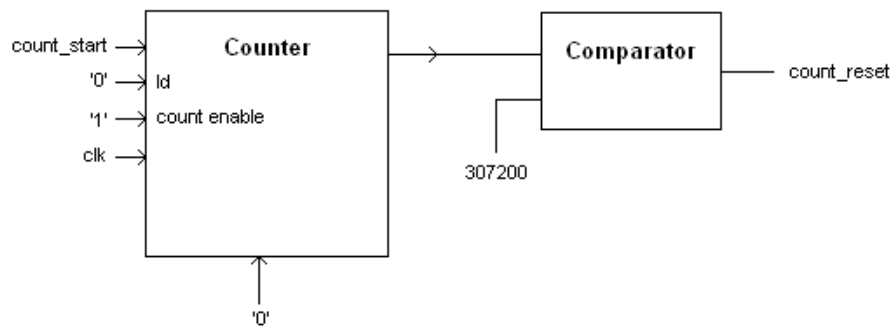 count_start
Counter
Comparator
'0'
ld
count_reset
'1'
count enable
clk
307200
'0'